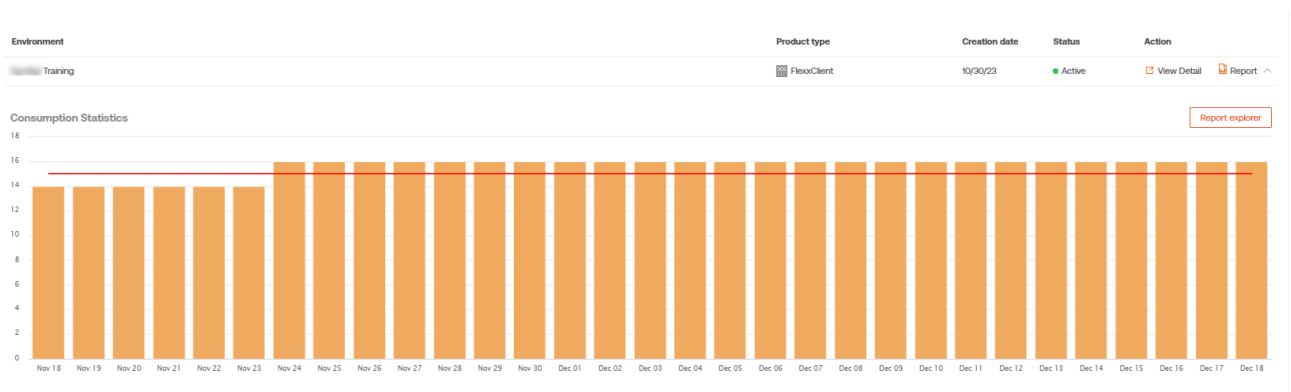 Environment Product type Creation date Status Action
Training FlexxClient 10/30/23 Active View Detail Report
Consumption Statistics Report explorer
18
16
14
12
10
8
6
4
2
0
Nov 18 Nov 19 Nov 20 Nov 21 Nov 22 Nov 23 Nov 24 Nov 25 Nov 26 Nov 27 Nov 28 Nov 29 Nov 30 Dec 01 Dec 02 Dec 03 Dec 04 Dec 05 Dec 06 Dec 07 Dec 08 Dec 09 Dec 10 Dec 11 Dec 12 Dec 13 Dec 14 Dec 15 Dec 16 Dec 17 Dec 18